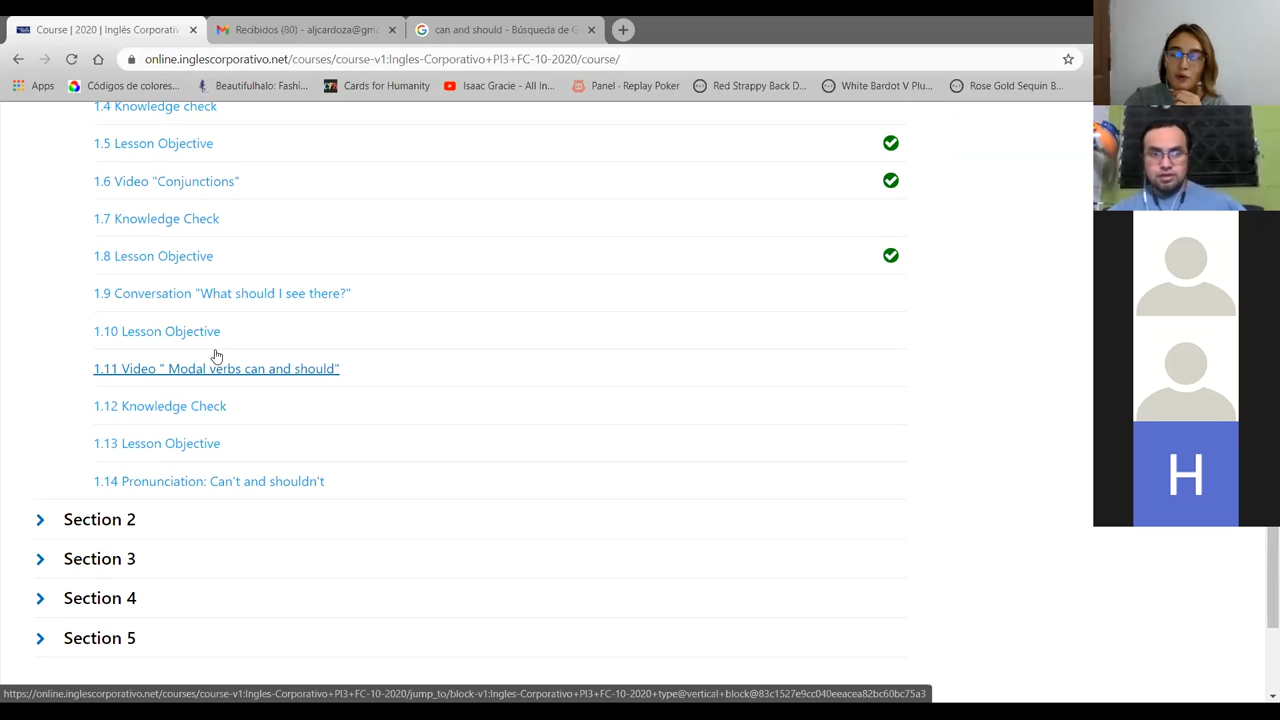 Course | 2020 | Inglés Corporativ
Recibidos (80) - aljcardoza@gma
can and should - Búsqueda de G
online.inglescorporativo.net/courses/course-v1:Ingles-Corporativo+PI3+FC-10-2020/course/
Apps
Códigos de colores...
Beautifulhalo: Fashi...
Cards for Humanity
Isaac Gracie - All In...
Panel · Replay Poker
Red Strappy Back D...
White Bardot V Plu...
Rose Gold Sequin B...
1.4 Knowledge check
1.5 Lesson Objective
1.6 Video "Conjunctions"
1.7 Knowledge Check
1.8 Lesson Objective
1.9 Conversation "What should I see there?"
1.10 Lesson Objective
1.11 Video " Modal verbs can and should"
1.12 Knowledge Check
1.13 Lesson Objective
1.14 Pronunciation: Can't and shouldn't
Section 2
Section 3
Section 4
Section 5
H
https://online.inglescorporativo.net/courses/course-v1:Ingles-Corporativo+PI3+FC-10-2020/jump_to/block-v1:Ingles-Corporativo+PI3+FC-10-2020+type@vertical+block@83c1527e9cc040eeacea82bc60bc75a3